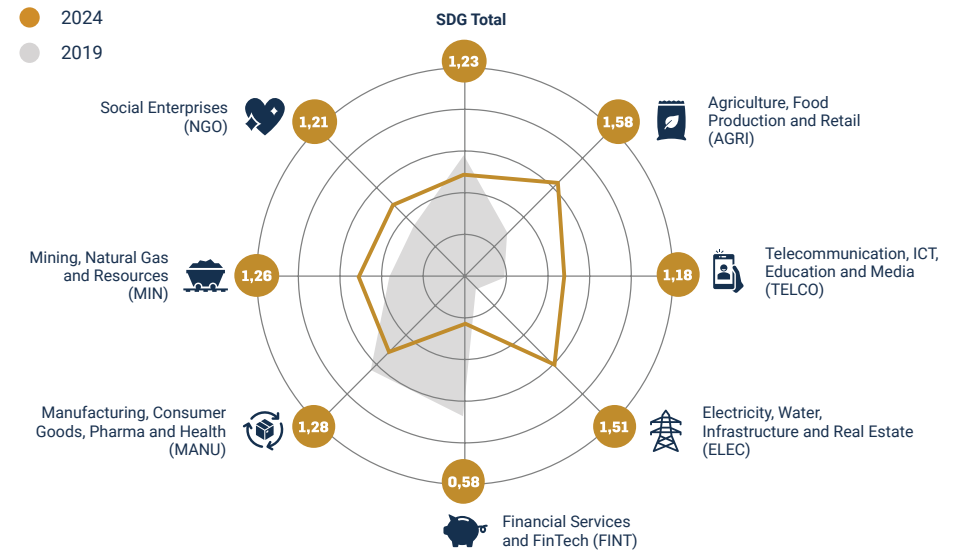 2024
2019
SDG Total
1,23
Agriculture, Food
Production and Retail
(AGRI)
1,58
Telecommunication, ICT,
Education and Media
(TELCO)
1,18
Electricity, Water,
Infrastructure and Real Estate
(ELEC)
1,51
0,58
Financial Services
and FinTech (FINT)
Manufacturing, Consumer
Goods, Pharma and Health
(MANU)
1,28
Mining, Natural Gas
and Resources
(MIN)
1,26
Social Enterprises
(NGO)
1,21